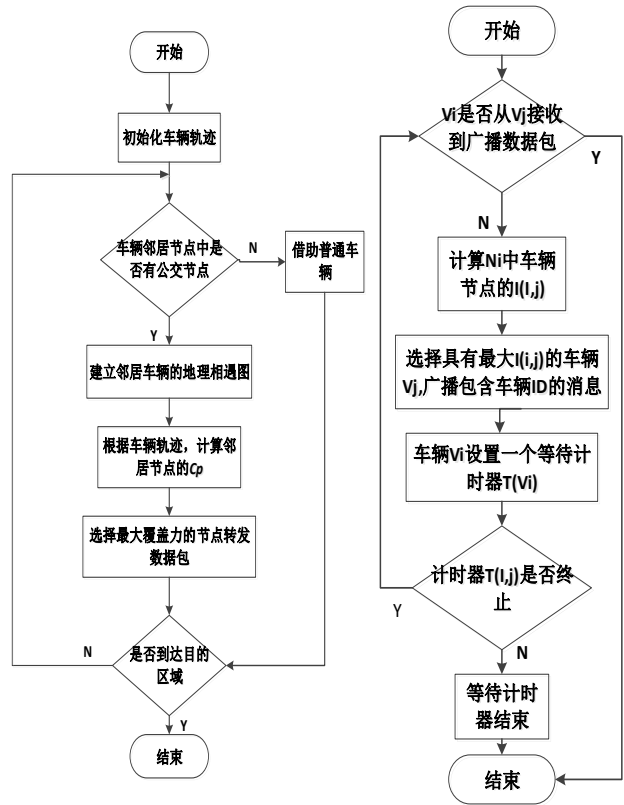 开始
初始化车辆轨迹
车辆邻居节点中是
否有公交节点
N
借助普通车
辆
Y
建立邻居车辆的地理相遇图
根据车辆轨迹，计算邻
居节点的Cp
选择最大覆盖力的节点转发
数据包
是否到达目的
区域
N
Y
结束
开始
Vi是否从Vj接收
到广播数据包
Y
N
计算Ni中车辆
节点的I(I,j)
选择具有最大I(i,j)的车辆
Vj,广播包含车辆ID的消息
车辆Vi设置一个等待计
时器T(Vi)
计时器T(I,j)是否终
止
Y
N
等待计时
器结束
结束